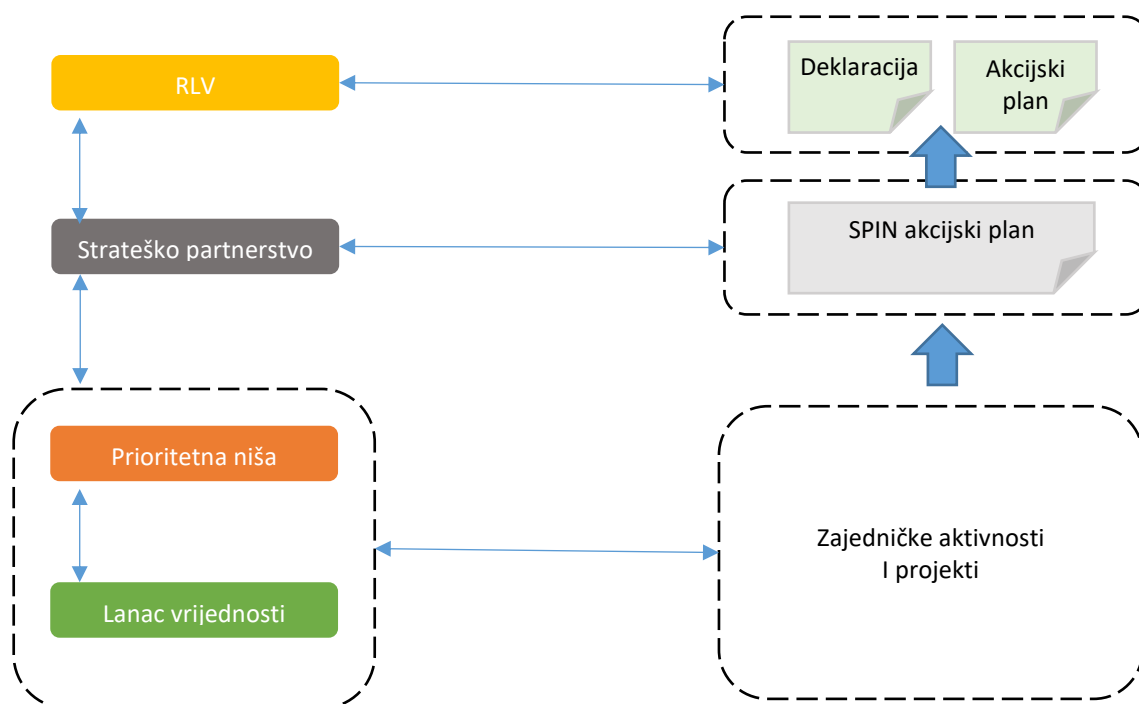 RLV
Deklaracija
Akcijski
plan
Strateško partnerstvo
SPIN akcijski plan
Prioritetna niša
Lanac vrijednosti
Zajedničke aktivnosti
I projekti